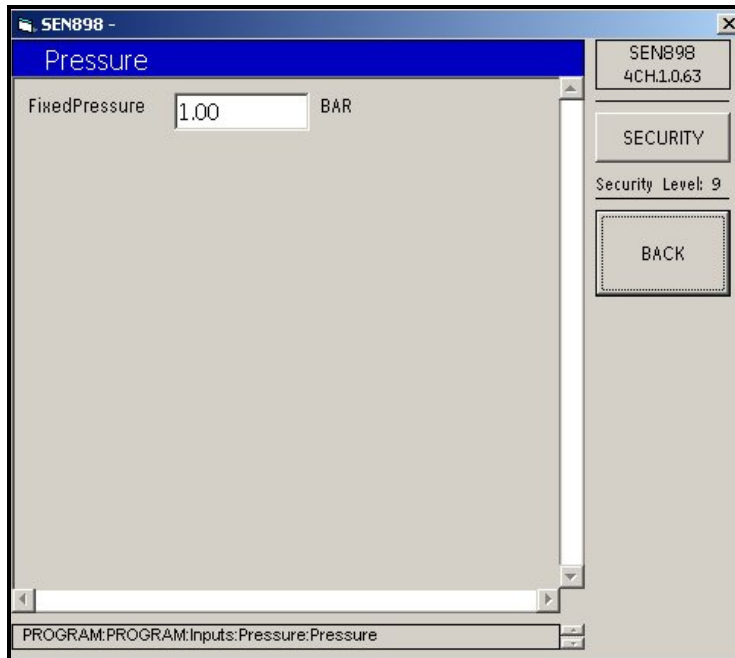 SEN898 -
Pressure
FixedPressure 1.00 BAR
SEN898
4CH.1.0.63
SECURITY
Security Level: 9
BACK
PROGRAM:PROGRAM:Inputs:Pressure:Pressure